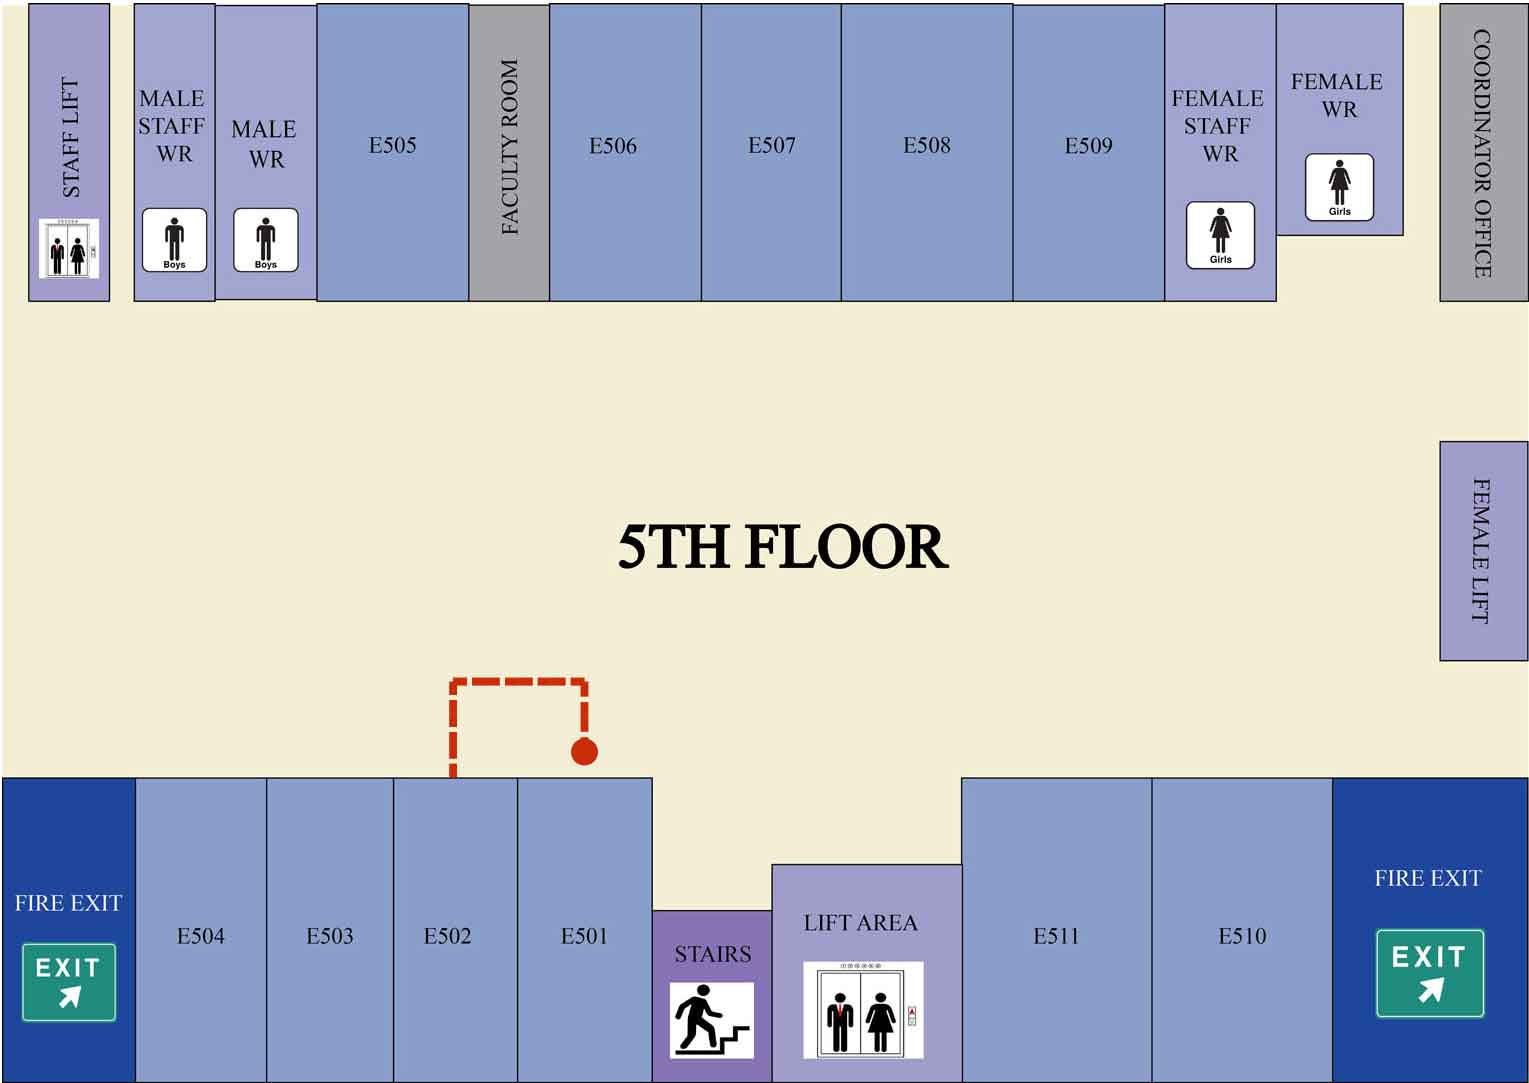 STAFF LIFT
MALE
STAFF
WR
Boys
MALE
WR
Boys
E505
FACULTY ROOM
E506
E507
E508
E509
FEMALE
STAFF
WR
Girls
FEMALE
WR
Girls
COORDINATOR OFFICE
5TH FLOOR
FEMALE LIFT
FIRE EXIT
EXIT
E504
E503
E502
E501
STAIRS
LIFT AREA
E511
E510
FIRE EXIT
EXIT